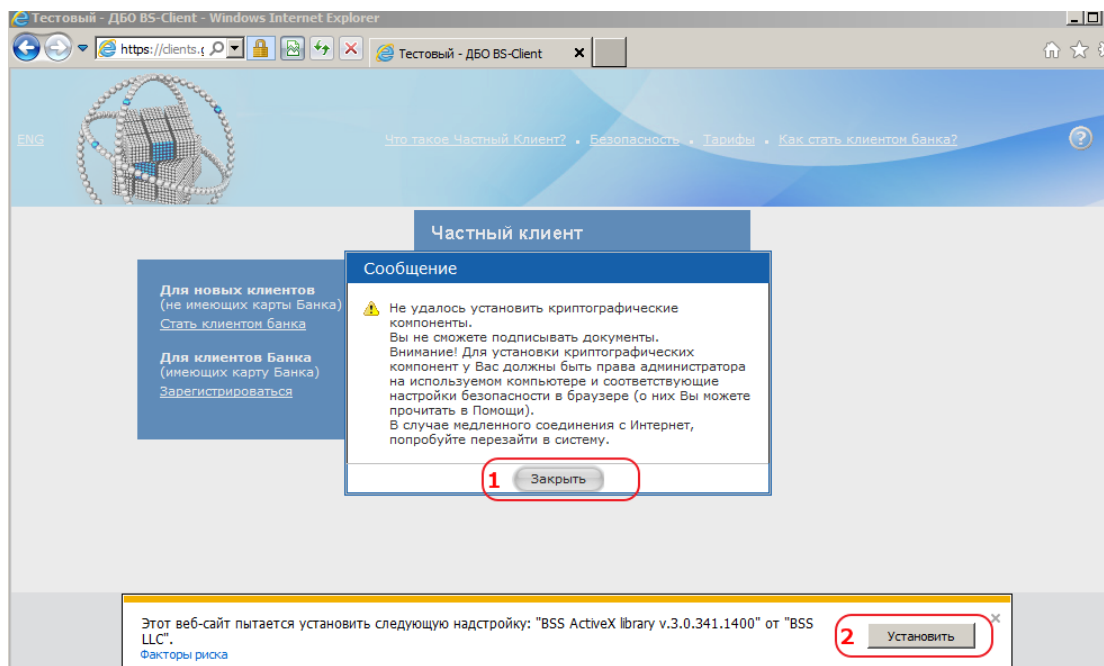 Тестовый - ДБО BS-Client - Windows Internet Explorer
https://clients.g
Тестовый - ДБО BS-Client
ENG
Что такое Частный Клиент? • Безопасность • Тарифы • Как стать клиентом банка?
Частный клиент
Для новых клиентов
(не имеющих карты Банка)
Стать клиентом банка
Для клиентов Банка
(имеющих карту Банка)
Зарегистрироваться
Сообщение
Не удалось установить криптографические
компоненты.
Вы не сможете подписывать документы.
Внимание! Для установки криптографических
компонент у Вас должны быть права администратора
на используемом компьютере и соответствующие
настройки безопасности в браузере (о них Вы можете
прочитать в Помощи).
В случае медленного соединения с Интернет,
попробуйте перезайти в систему.
1 Закрыть
Этот веб-сайт пытается установить следующую надстройку: "BSS ActiveX library v.3.0.341.1400" от "BSS
LLC".
Факторы риска
2 Установить